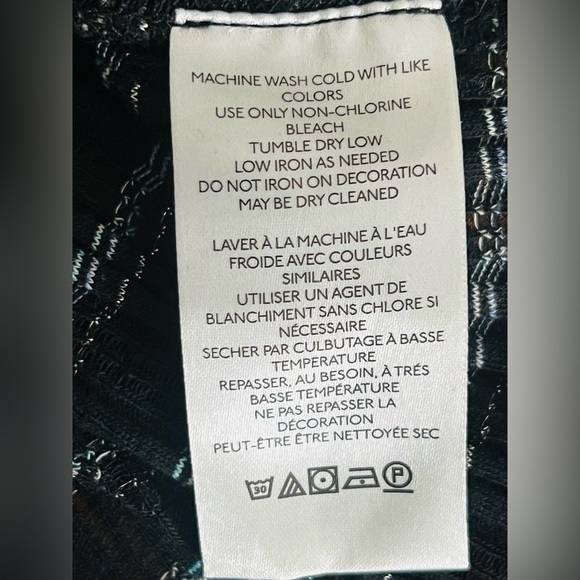 MACHINE WASH COLD WITH LIKE
COLORS
USE ONLY NON-CHLORINE
BLEACH
TUMBLE DRY LOW
LOW IRON AS NEEDED
DO NOT IRON ON DECORATION
MAY BE DRY CLEANED
LAVER À LA MACHINE À L'EAU
FROIDE AVEC COULEURS
SIMILAIRES
UTILISER UN AGENT DE
BLANCHIMENT SANS CHLORE SI
NÉCESSAIRE
SECHER PAR CULBUTAGE À BASSE
TEMPERATURE
REPASSER, AU BESOIN, À TRÉS
BASSE TEMPÉRATURE
NE PAS REPASSER LA
DÉCORATION
PEUT-ÊTRE ÊTRE NETTOYÉE SEC
30 P